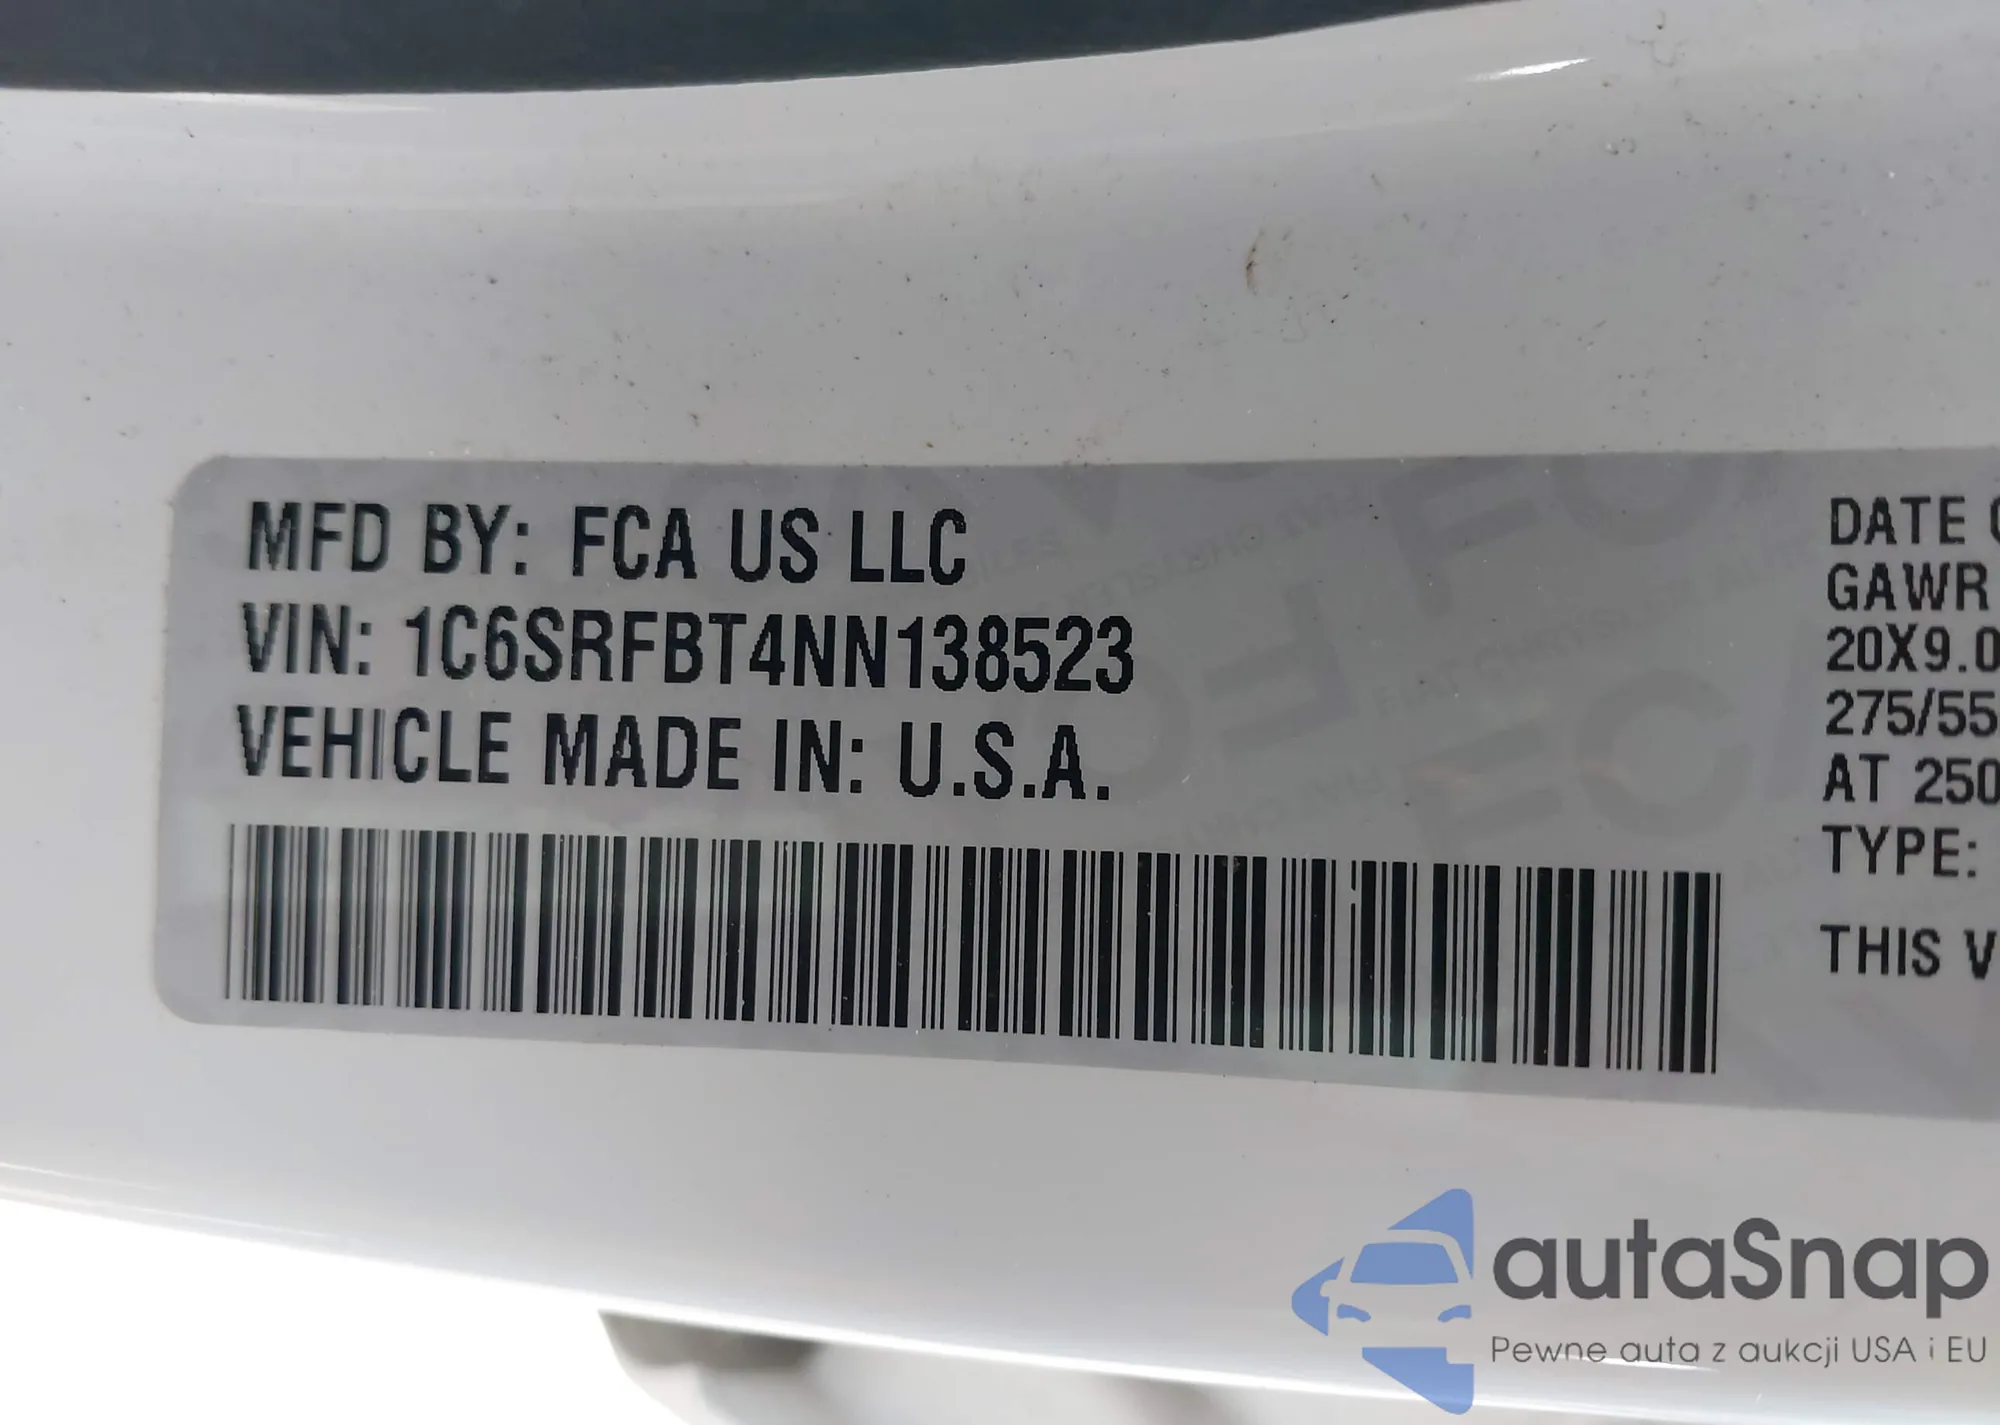 MFD BY: FCA US LLC
VIN: 1C6SRFBT4NN138523
VEHICLE MADE IN: U.S.A.
DATE
GAWR
20X9.0
275/55
AT 250
TYPE:
THIS V
autaSnap
Pewne auta z aukcji USA i EU